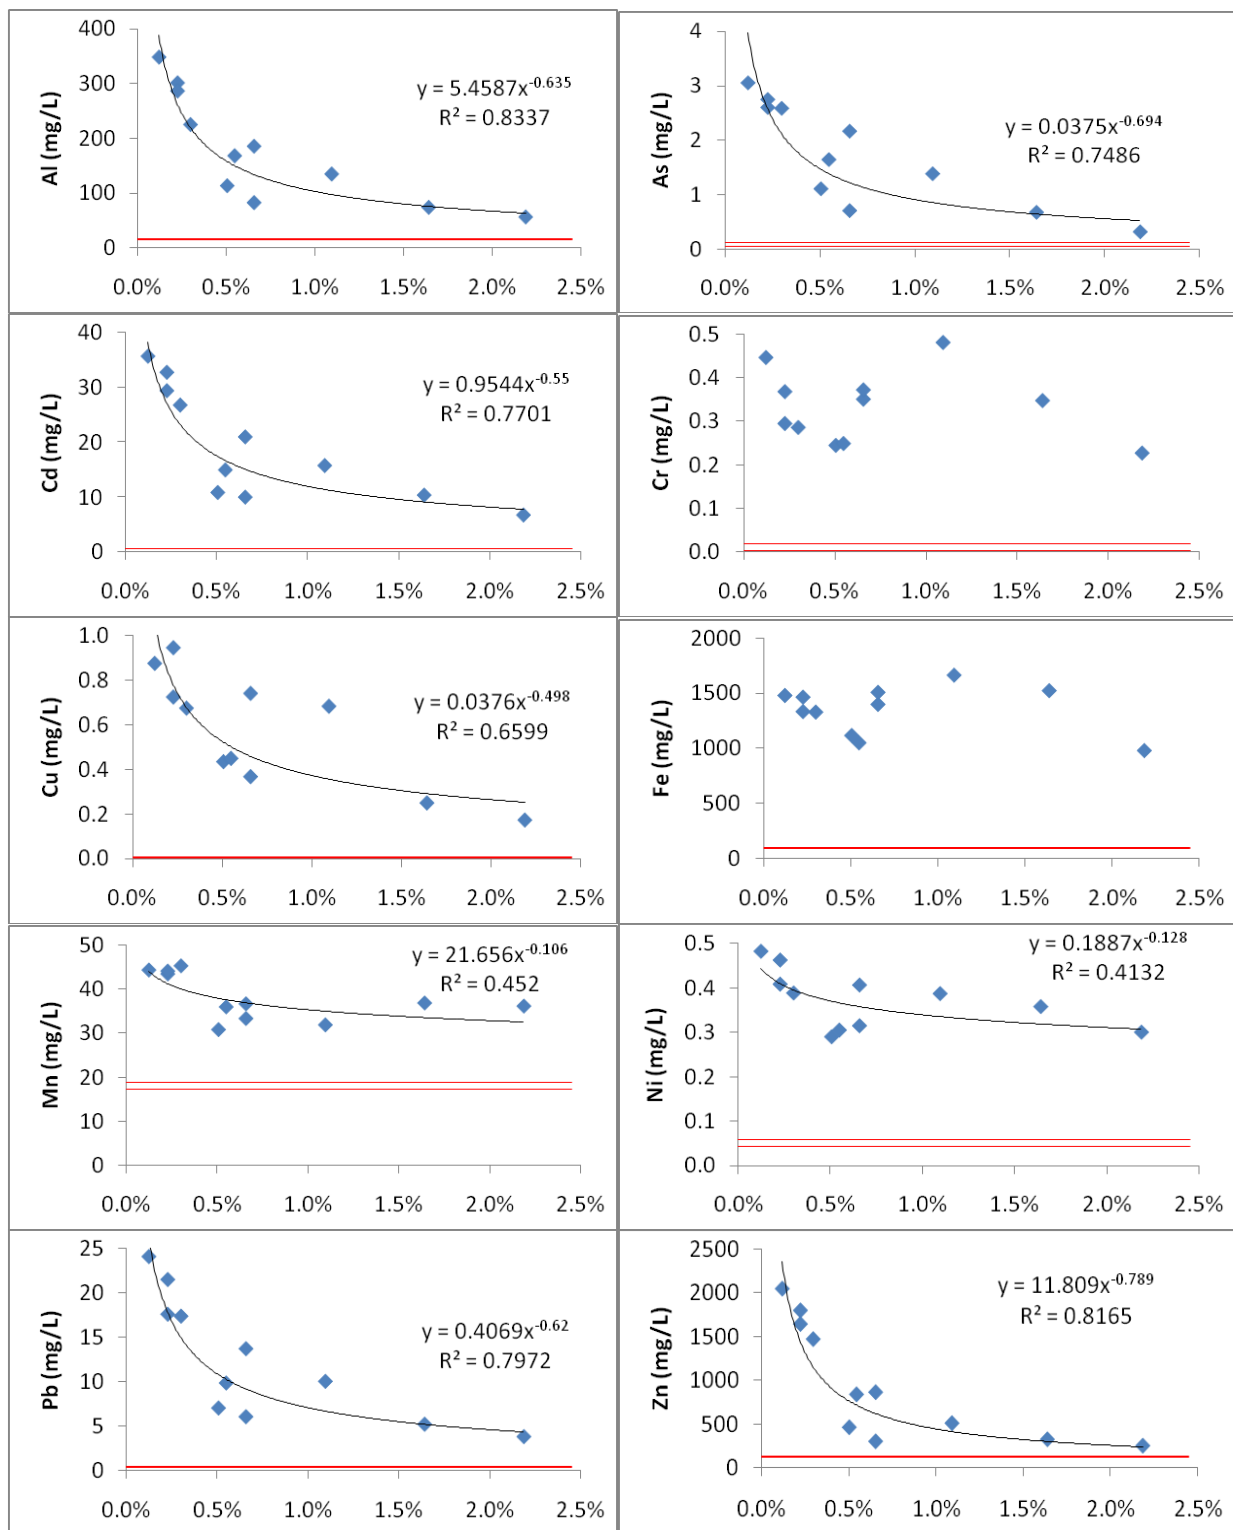 Al (mg/L)
400
300
200
100
0
y = 5.4587x^-0.635
R² = 0.8337
0.0% 0.5% 1.0% 1.5% 2.0% 2.5%
As (mg/L)
4
3
2
1
0
y = 0.0375x^-0.694
R² = 0.7486
0.0% 0.5% 1.0% 1.5% 2.0% 2.5%
Cd (mg/L)
40
30
20
10
0
y = 0.9544x^-0.55
R² = 0.7701
0.0% 0.5% 1.0% 1.5% 2.0% 2.5%
Cr (mg/L)
0.5
0.4
0.3
0.2
0.1
0.0
0.0% 0.5% 1.0% 1.5% 2.0% 2.5%
Cu (mg/L)
1.0
0.8
0.6
0.4
0.2
0.0
y = 0.0376x^-0.498
R² = 0.6599
0.0% 0.5% 1.0% 1.5% 2.0% 2.5%
Fe (mg/L)
2000
1500
1000
500
0
0.0% 0.5% 1.0% 1.5% 2.0% 2.5%
Mn (mg/L)
50
40
30
20
10
0
y = 21.656x^-0.106
R² = 0.452
0.0% 0.5% 1.0% 1.5% 2.0% 2.5%
Ni (mg/L)
0.5
0.4
0.3
0.2
0.1
0.0
y = 0.1887x^-0.128
R² = 0.4132
0.0% 0.5% 1.0% 1.5% 2.0% 2.5%
Pb (mg/L)
25
20
15
10
5
0
y = 0.4069x^-0.62
R² = 0.7972
0.0% 0.5% 1.0% 1.5% 2.0% 2.5%
Zn (mg/L)
2500
2000
1500
1000
500
0
y = 11.809x^-0.789
R² = 0.8165
0.0% 0.5% 1.0% 1.5% 2.0% 2.5%